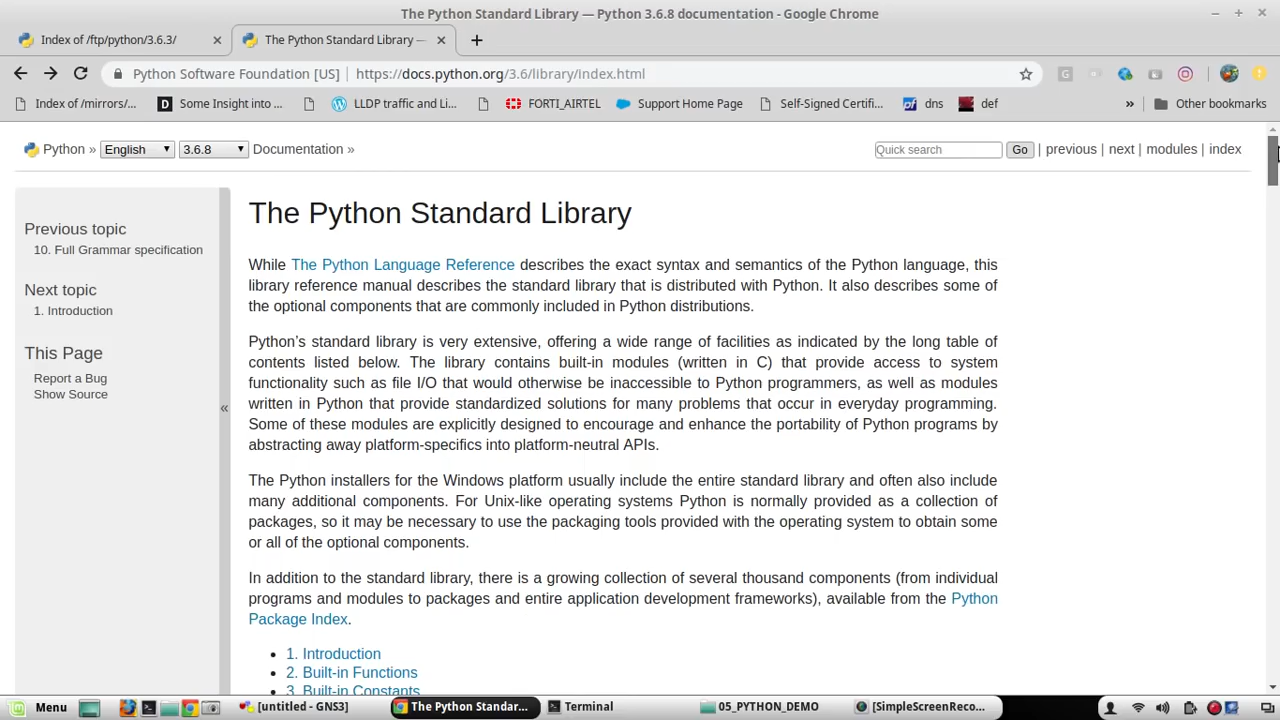 The Python Standard Library — Python 3.6.8 documentation - Google Chrome
Index of /ftp/python/3.6.3/
The Python Standard Library —
Python Software Foundation [US] | https://docs.python.org/3.6/library/index.html
Index of/mirrors/...
Some Insight into ...
LLDP traffic and Li...
FORTI_AIRTEL
Support Home Page
Self-Signed Certifi...
dns
def
»
Other bookmarks
Python » English 3.6.8 Documentation »
Quick search Go | previous | next | modules | index
Previous topic
10. Full Grammar specification
Next topic
1. Introduction
This Page
Report a Bug
Show Source
«
The Python Standard Library
While The Python Language Reference describes the exact syntax and semantics of the Python language, this
library reference manual describes the standard library that is distributed with Python. It also describes some of
the optional components that are commonly included in Python distributions.
Python's standard library is very extensive, offering a wide range of facilities as indicated by the long table of
contents listed below. The library contains built-in modules (written in C) that provide access to system
functionality such as file I/O that would otherwise be inaccessible to Python programmers, as well as modules
written in Python that provide standardized solutions for many problems that occur in everyday programming.
Some of these modules are explicitly designed to encourage and enhance the portability of Python programs by
abstracting away platform-specifics into platform-neutral APIs.
The Python installers for the Windows platform usually include the entire standard library and often also include
many additional components. For Unix-like operating systems Python is normally provided as a collection of
packages, so it may be necessary to use the packaging tools provided with the operating system to obtain some
or all of the optional components.
In addition to the standard library, there is a growing collection of several thousand components (from individual
programs and modules to packages and entire application development frameworks), available from the Python
Package Index.
• 1. Introduction
• 2. Built-in Functions
• 3. Built-in Constants
Menu
[untitled - GNS3]
The Python Standar...
Terminal
05_PYTHON_DEMO
[SimpleScreenReco...